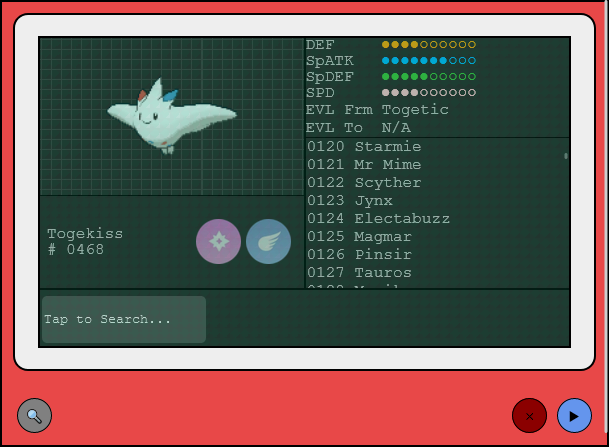 DEF
SpATK
SpDEF
SPD
EVL Frm Togetic
EVL To N/A
0120 Starmie
0121 Mr Mime
0122 Scyther
0123 Jynx
0124 Electabuzz
0125 Magmar
0126 Pinsir
0127 Tauros
Togekiss
# 0468
Tap to Search...